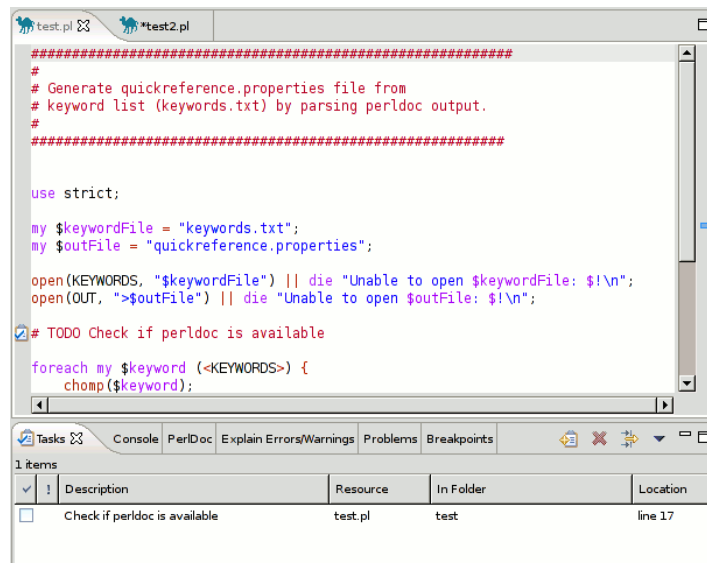 test.pl *test2.pl
###########################################################
#
# Generate quickreference.properties file from
# keyword list (keywords.txt) by parsing perldoc output.
#
##########################################################
use strict;
my $keywordFile = "keywords.txt";
my $outFile = "quickreference.properties";
open(KEYWORDS, "$keywordFile") || die "Unable to open $keywordFile: $!\n";
open(OUT, ">$outFile") || die "Unable to open $outFile: $!\n";
# TODO Check if perldoc is available
foreach my $keyword (<KEYWORDS>) {
    chomp($keyword);
Tasks Console PerlDoc Explain Errors/Warnings Problems Breakpoints
1 items
! Description Resource In Folder Location
Check if perldoc is available test.pl test line 17